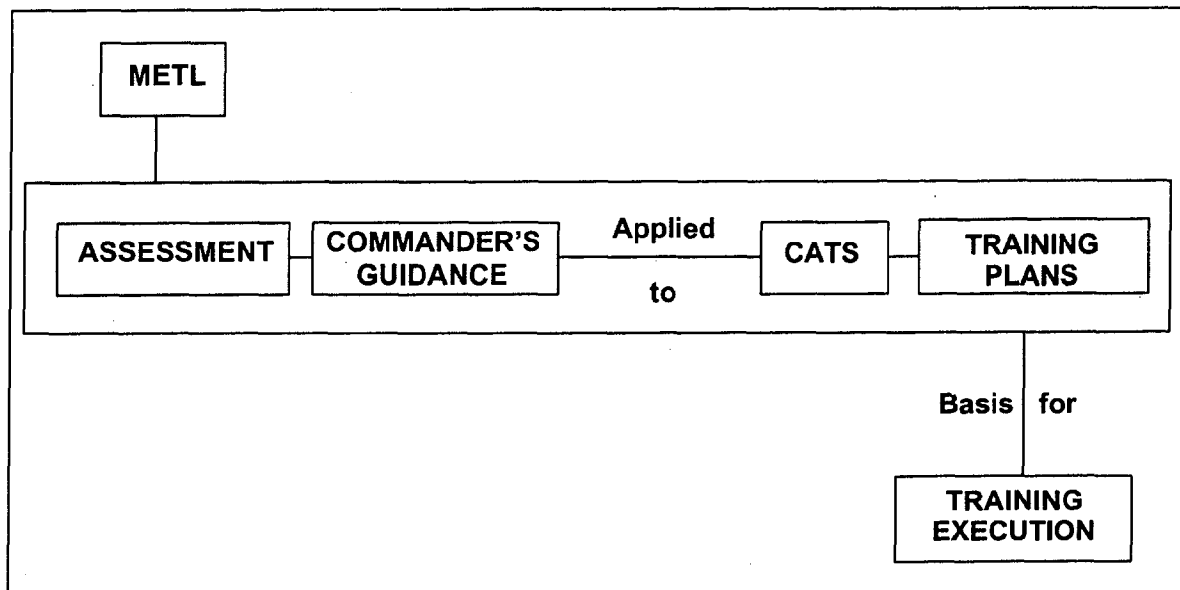 METL
ASSESSMENT
COMMANDER'S
GUIDANCE
Applied
to
CATS
TRAINING
PLANS
Basis for
TRAINING
EXECUTION